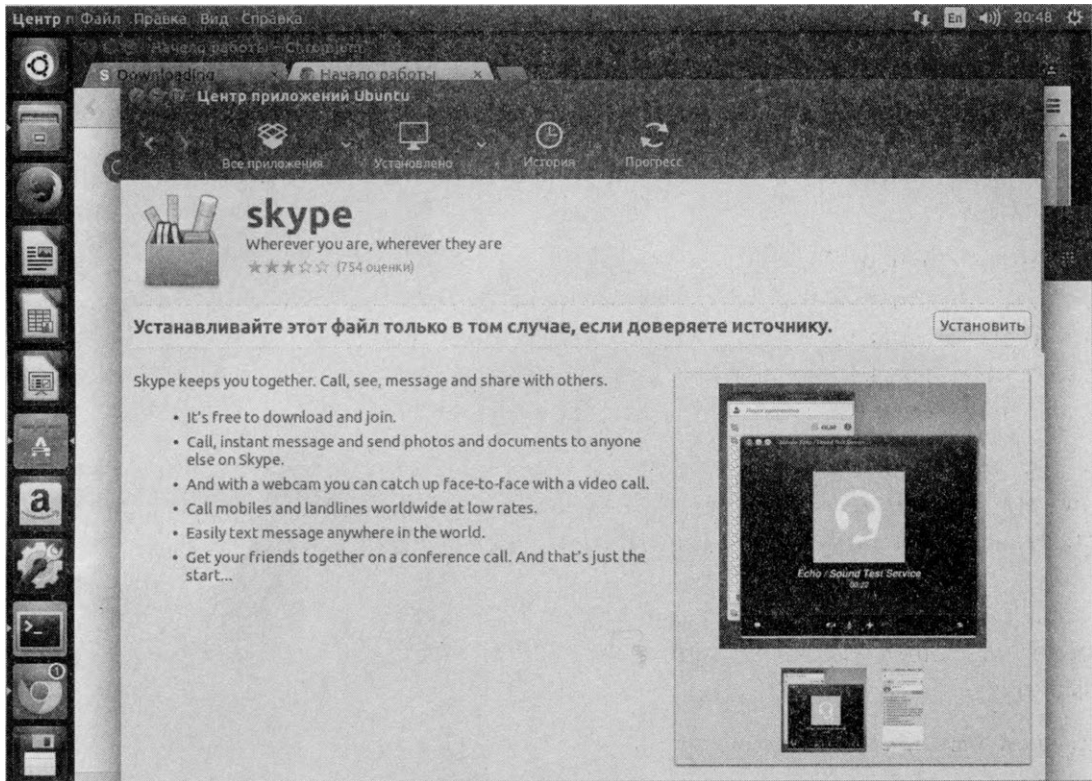 Центр п Файл Правка Вид Справка
En 20:48
Начало работы - Chromium
S Downloading × Начало работы ×
Центр приложений Ubuntu
Все приложения Установлено История Прогресс
skype
Wherever you are, wherever they are
(754 оценки)
Устанавливайте этот файл только в том случае, если доверяете источнику.
Установить
Skype keeps you together. Call, see, message and share with others.
• It's free to download and join.
• Call, instant message and send photos and documents to anyone
else on Skype.
• And with a webcam you can catch up face-to-face with a video call.
• Call mobiles and landlines worldwide at low rates.
• Easily text message anywhere in the world.
• Get your friends together on a conference call. And that's just the
start...
Echo / Sound Test Service
00:22
a
>_
1